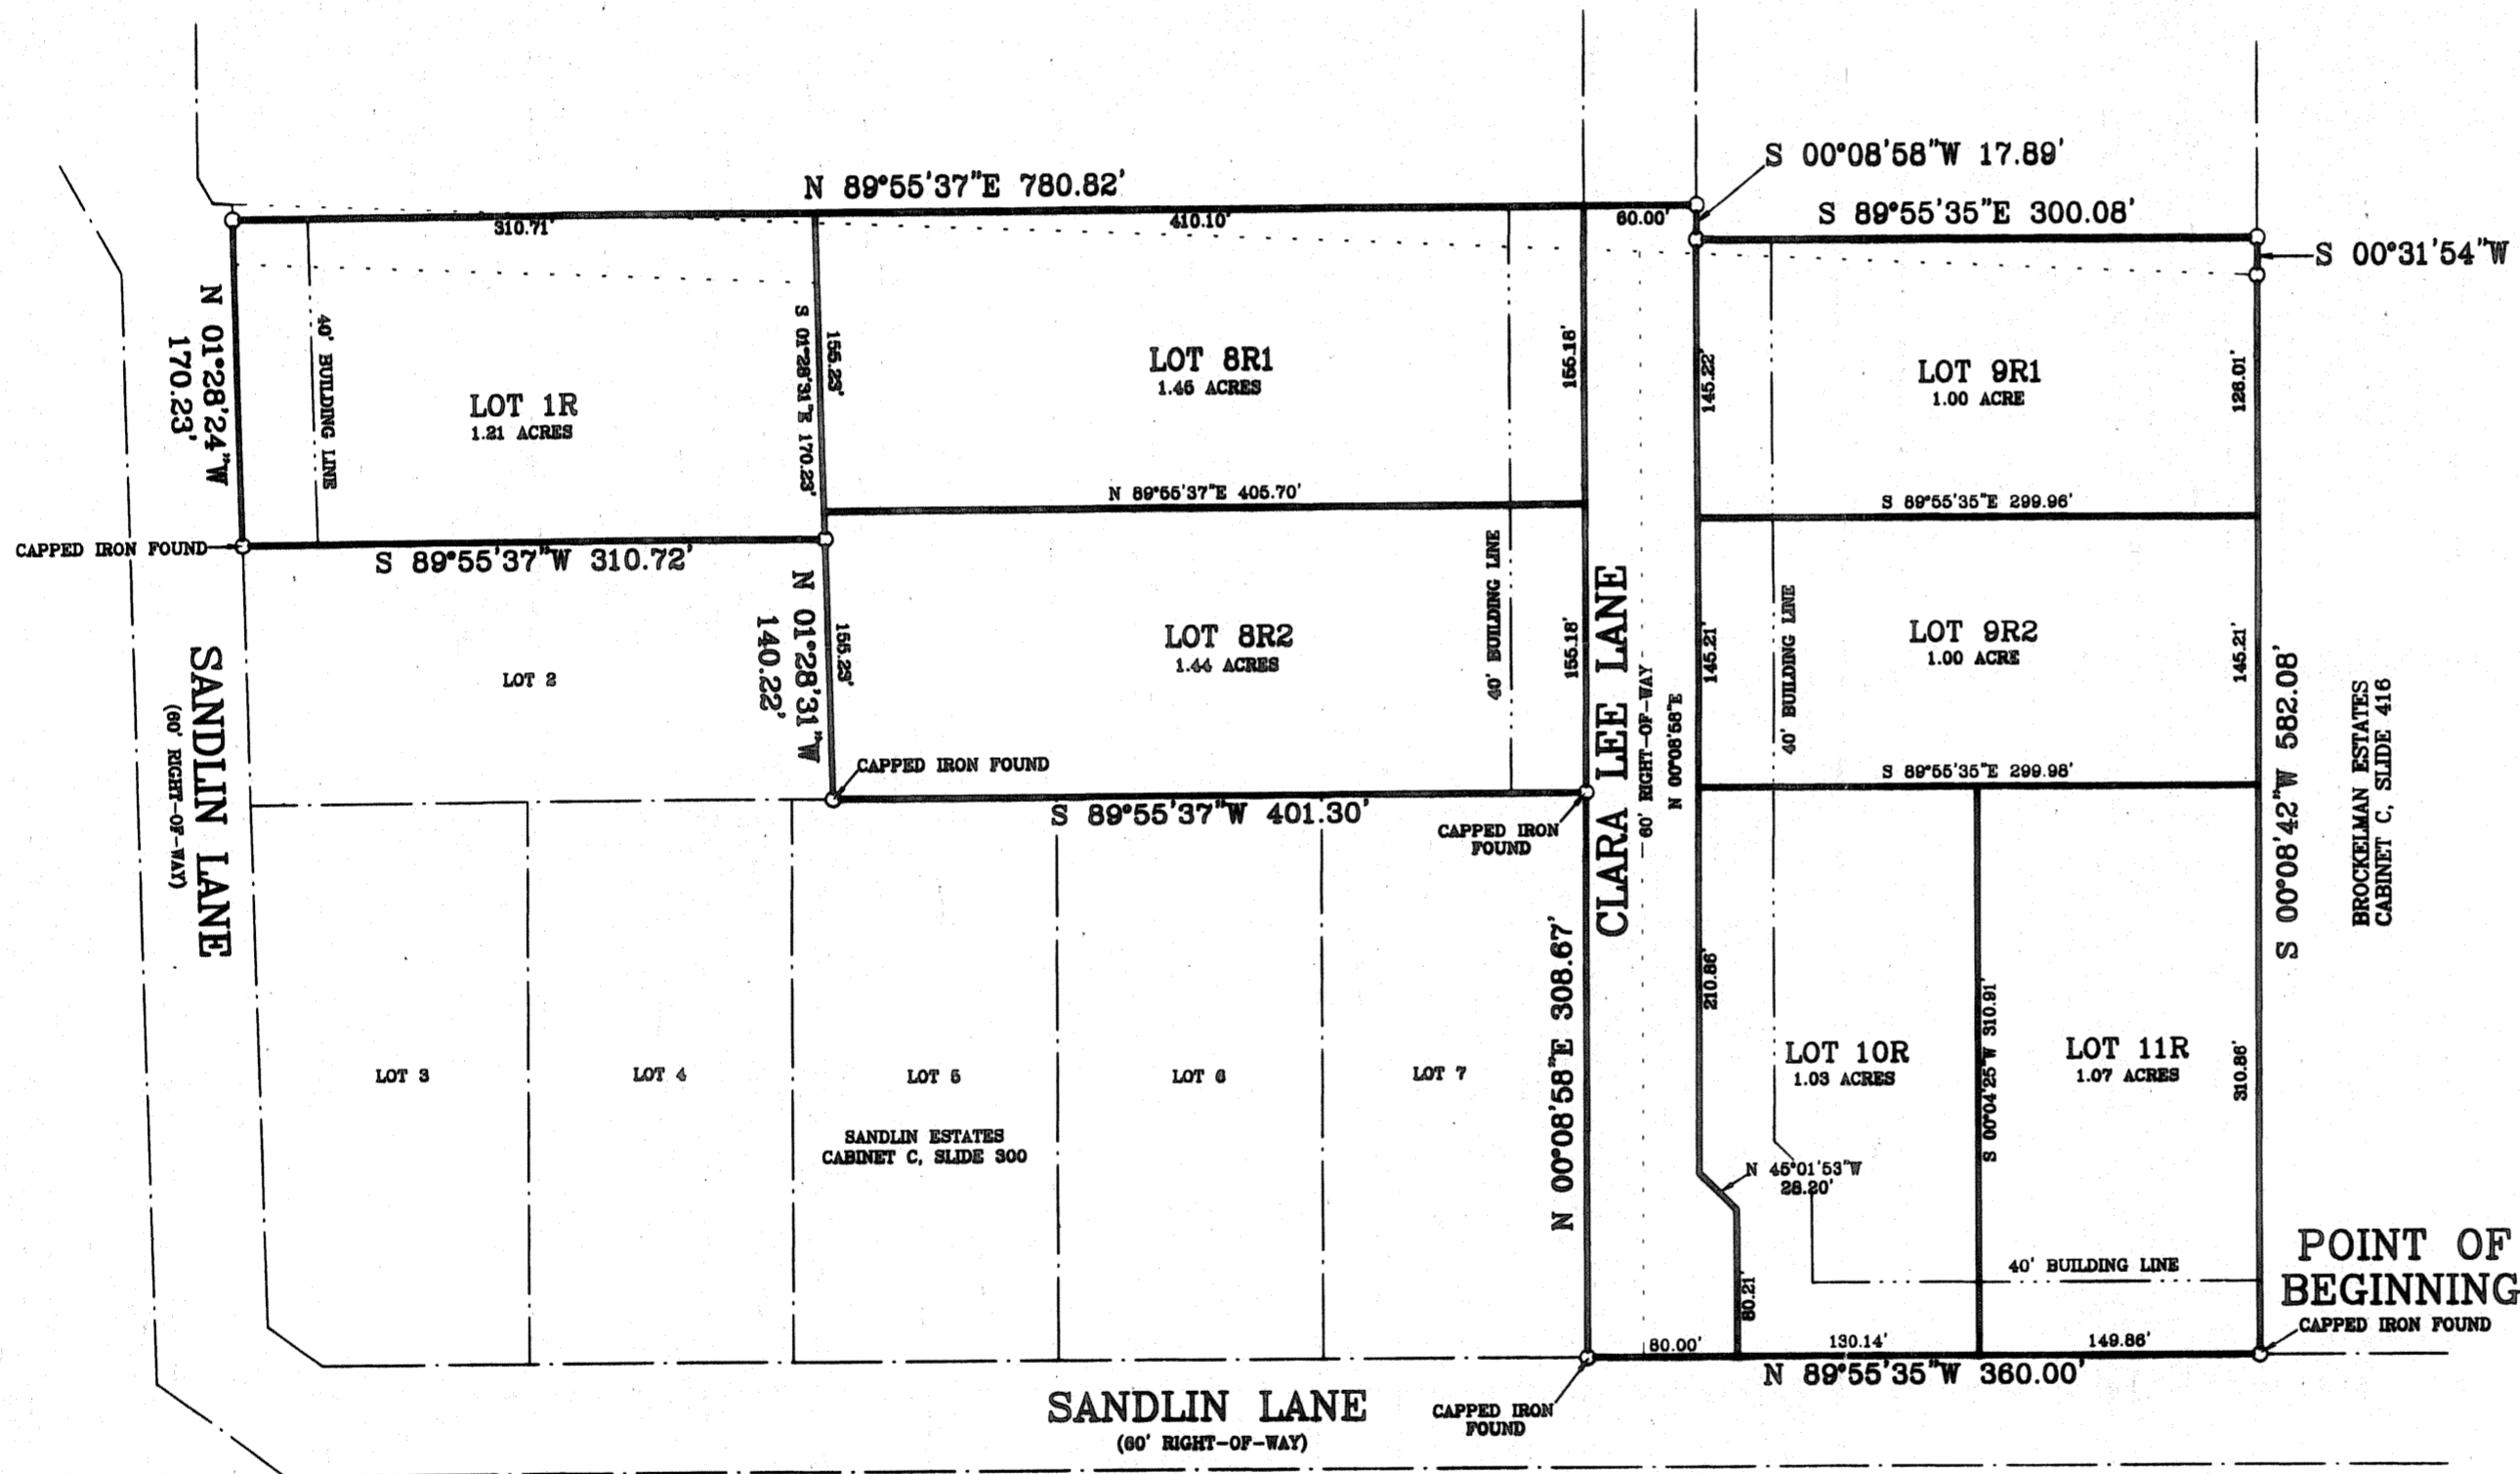 S 00°08'58"W 17.89'
N 89°55'37"E 780.82'
S 89°55'35"E 300.08'
310.71'
410.10'
60.00'
S 00°31'54"W
N 01°28'24"W
170.23'
40' BUILDING LINE
S 01°28'31"E 170.23'
155.23'
LOT 1R
1.21 ACRES
LOT 8R1
1.45 ACRES
155.18'
145.22'
LOT 9R1
1.00 ACRE
126.01'
N 89°55'37"E 405.70'
S 89°55'35"E 299.96'
CAPPED IRON FOUND
S 89°55'37"W 310.72'
N 01°28'31"W
140.22'
155.23'
LOT 8R2
1.44 ACRES
40' BUILDING LINE
155.18'
CLARA LEE LANE
60' RIGHT-OF-WAY
N 00°08'58"E
145.21'
40' BUILDING LINE
LOT 9R2
1.00 ACRE
145.21'
S 00°08'42"W 582.08'
BROCKELMAN ESTATES
CABINET C, SLIDE 416
SANDLIN LANE
(60' RIGHT-OF-WAY)
LOT 2
CAPPED IRON FOUND
S 89°55'37"W 401.30'
CAPPED IRON
FOUND
S 89°55'35"E 299.98'
N 00°08'58"E 308.67'
210.86'
LOT 3
LOT 4
LOT 5
LOT 6
LOT 7
SANDLIN ESTATES
CABINET C, SLIDE 300
LOT 10R
1.03 ACRES
S 00°04'25"W 310.91'
LOT 11R
1.07 ACRES
310.86'
N 45°01'53"W
28.20'
80.21'
40' BUILDING LINE
POINT OF
BEGINNING
CAPPED IRON FOUND
80.00'
130.14'
149.86'
N 89°55'35"W 360.00'
SANDLIN LANE
(60' RIGHT-OF-WAY)
CAPPED IRON
FOUND